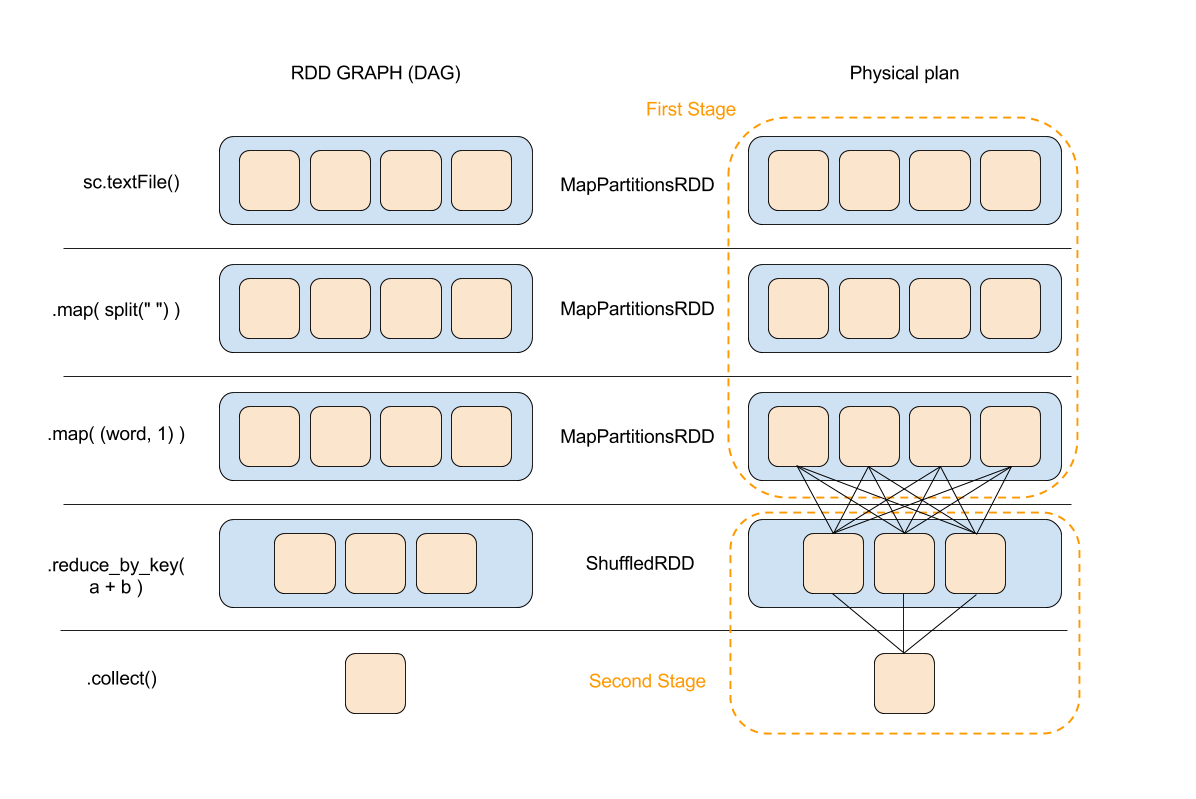 RDD GRAPH (DAG)
Physical plan
First Stage
sc.textFile()
MapPartitionsRDD
.map( split(" ") )
MapPartitionsRDD
.map( (word, 1) )
MapPartitionsRDD
.reduce_by_key(
a + b )
ShuffledRDD
.collect()
Second Stage